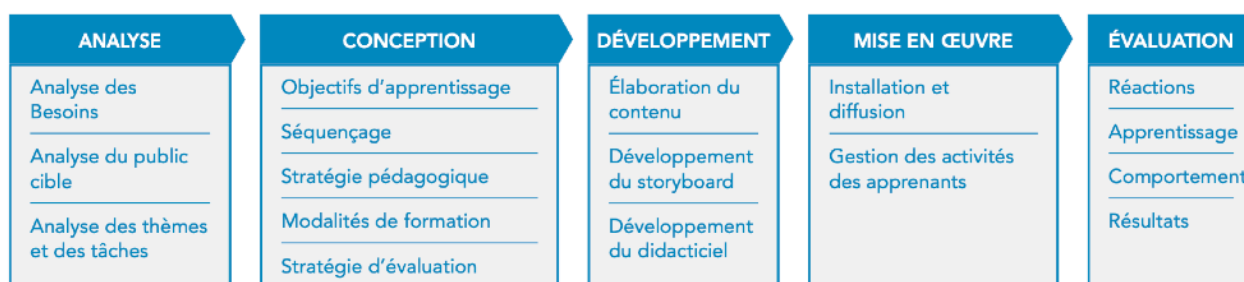 ANALYSE
Analyse des
Besoins
Analyse du public
cible
Analyse des thèmes
et des tâches
CONCEPTION
Objectifs d'apprentissage
Séquençage
Stratégie pédagogique
Modalités de formation
Stratégie d'évaluation
DÉVELOPPEMENT
Élaboration du
contenu
Développement
du storyboard
Développement
du didacticiel
MISE EN ŒUVRE
Installation et
diffusion
Gestion des activités
des apprenants
ÉVALUATION
Réactions
Apprentissage
Comportement
Résultats